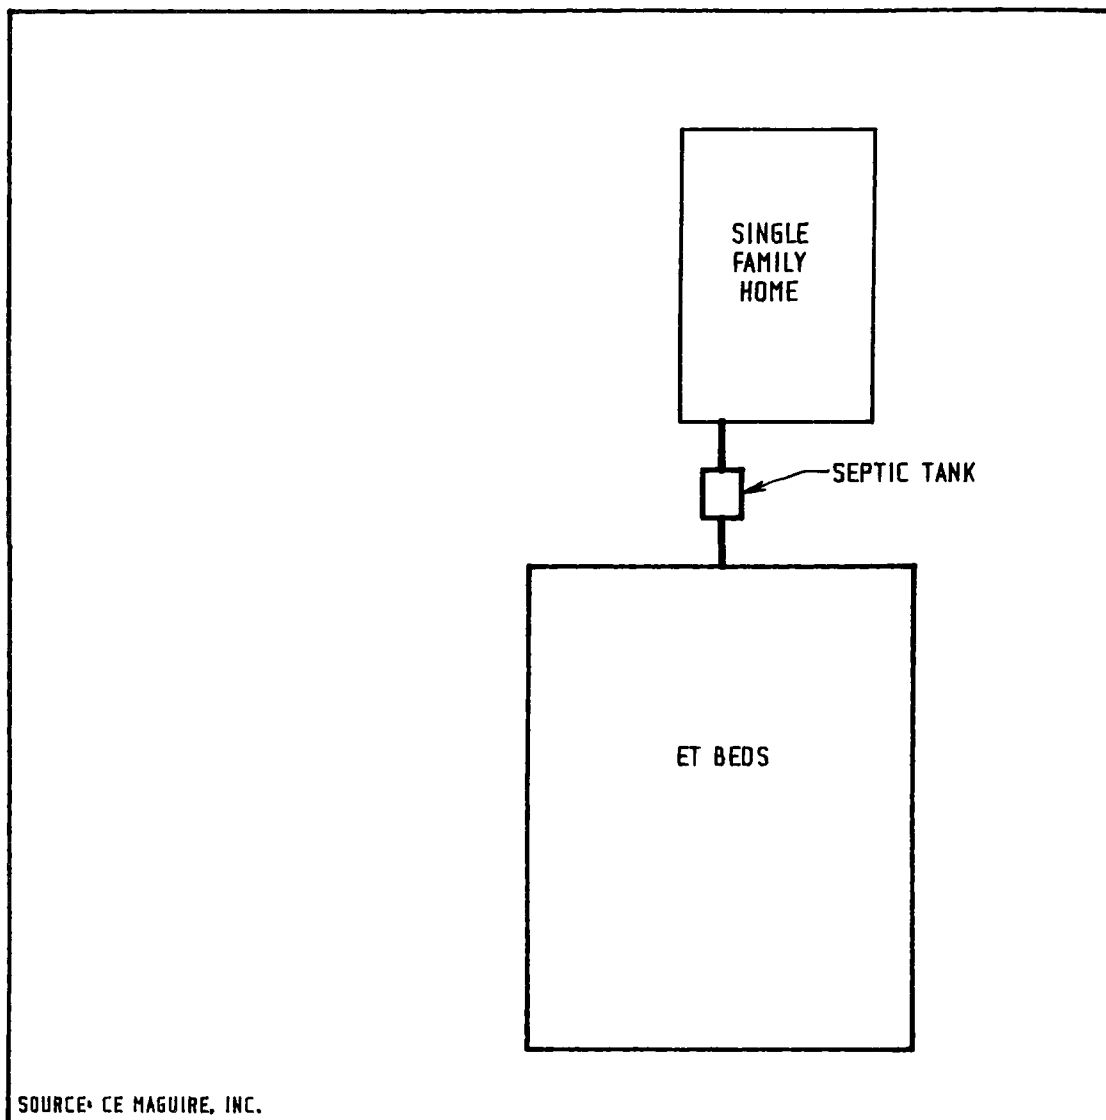 SINGLE
FAMILY
HOME
SEPTIC TANK
ET BEDS
SOURCE: CE MAGUIRE, INC.